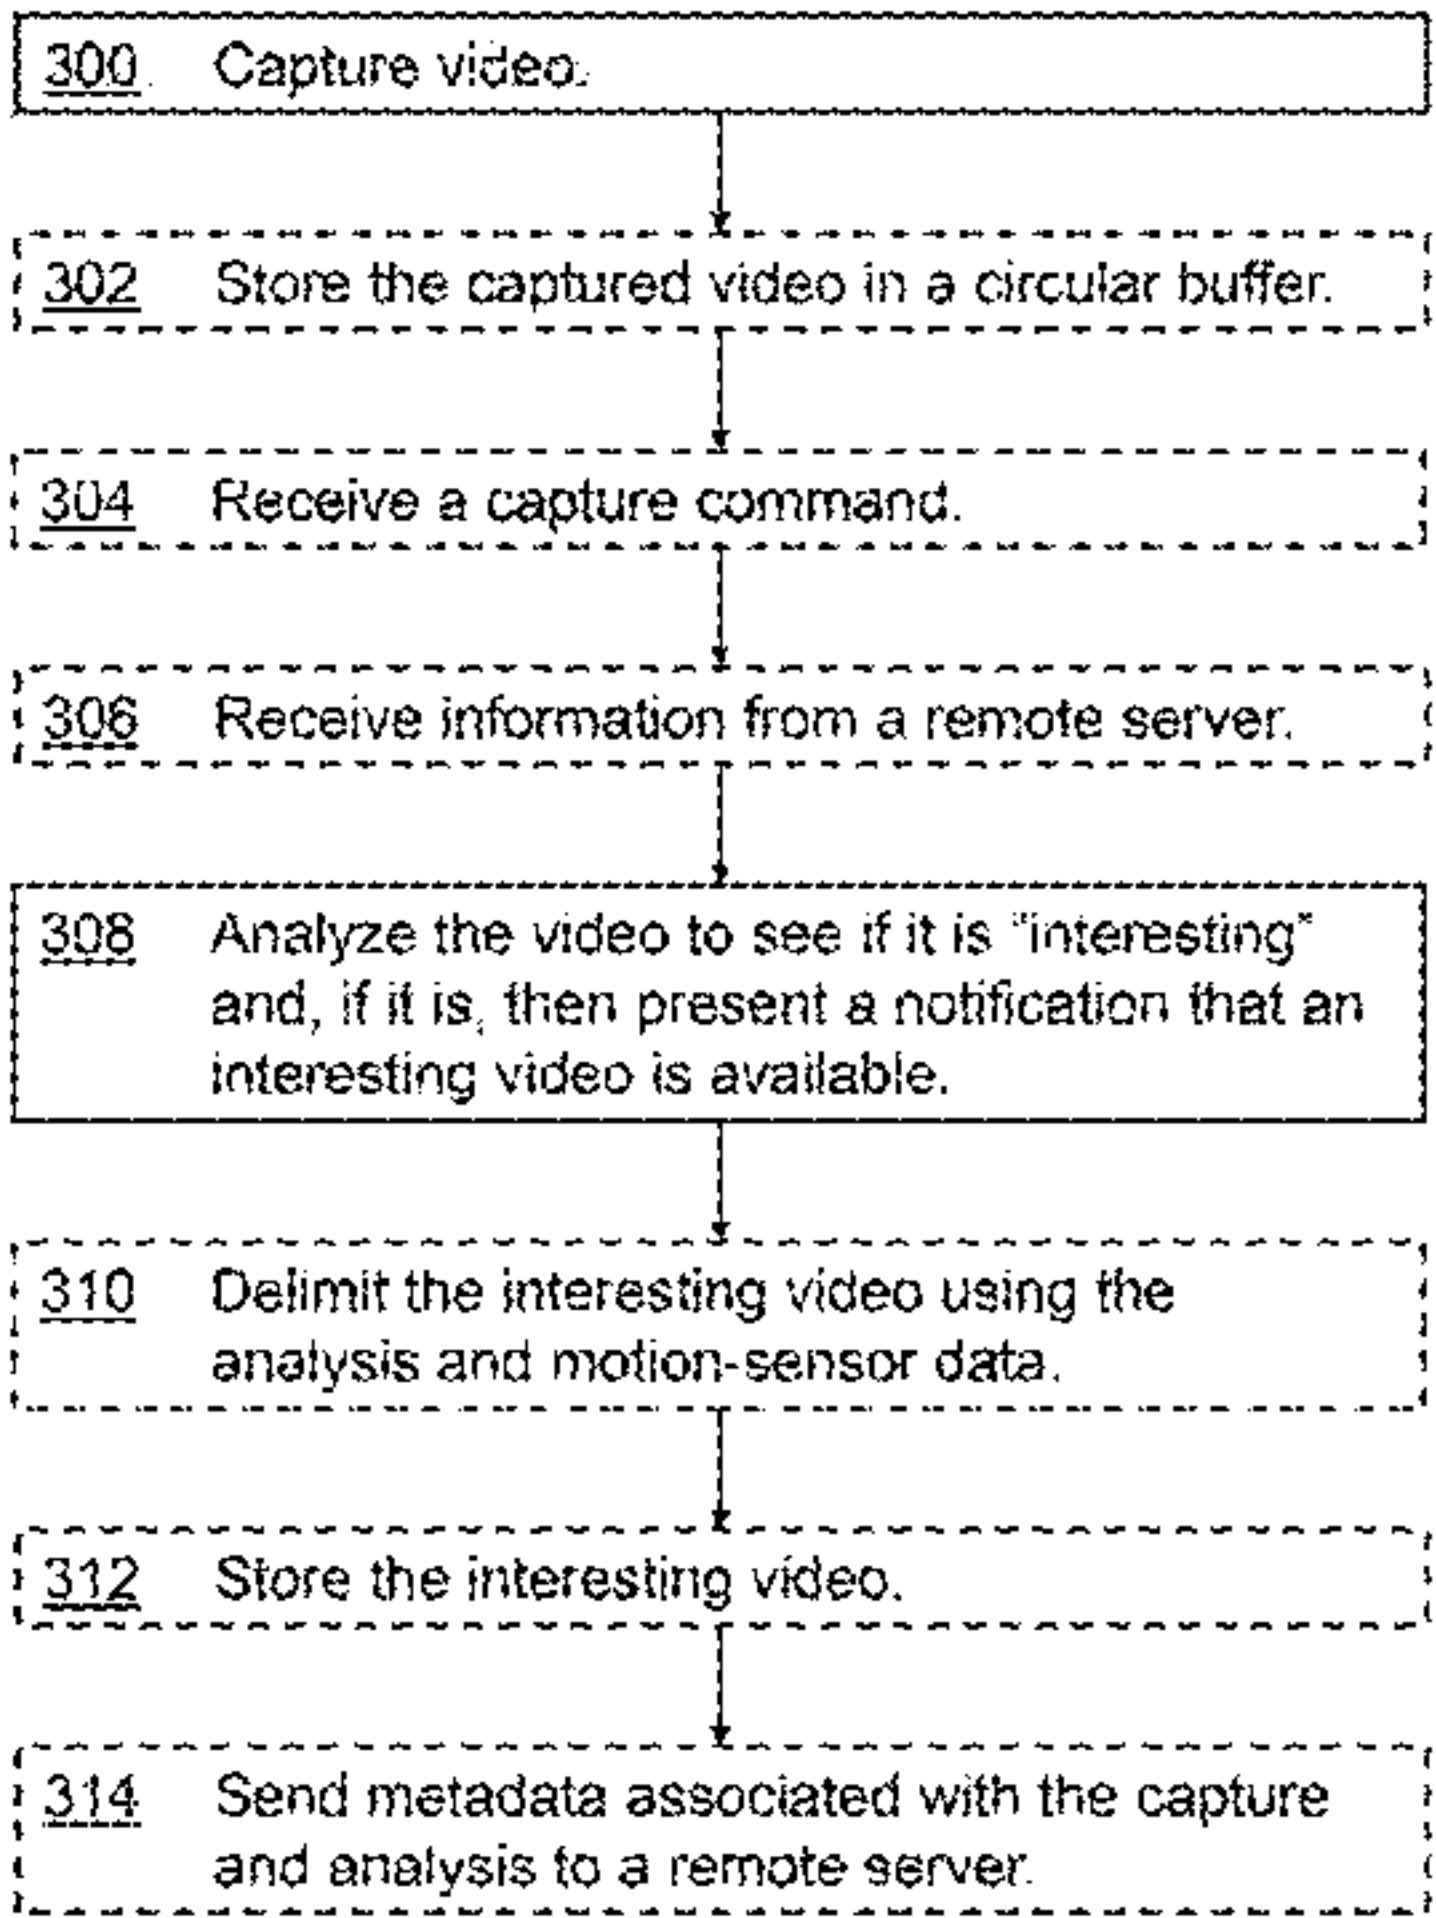 300 Capture video.
302 Store the captured video in a circular buffer.
304 Receive a capture command.
306 Receive information from a remote server.
308 Analyze the video to see if it is "interesting"
and, if it is, then present a notification that an
interesting video is available.
310 Delimit the interesting video using the
analysis and motion-sensor data.
312 Store the interesting video.
314 Send metadata associated with the capture
and analysis to a remote server.